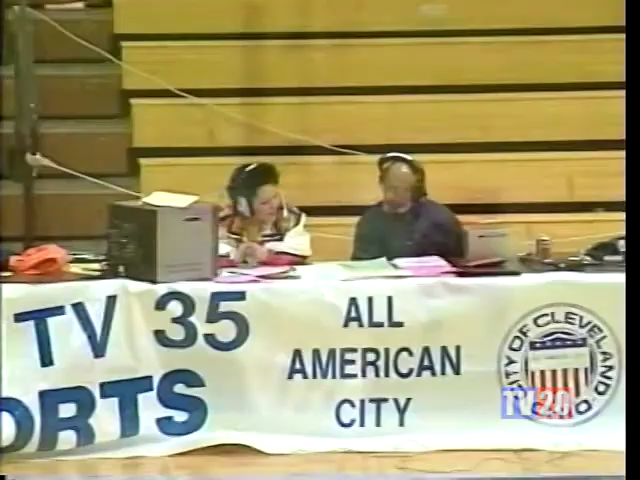 TV 35
ORTS
ALL
AMERICAN
CITY
CITY OF CLEVELAND O
TV20